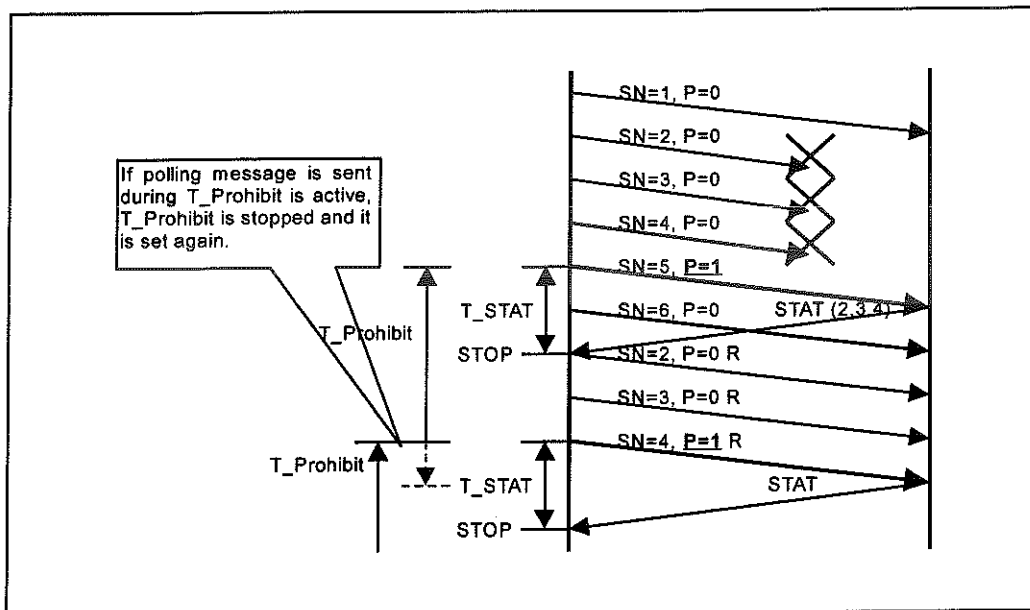 SN=1, P=0
SN=2, P=0
If polling message is sent
during T_Prohibit is active,
T_Prohibit is stopped and it
is set again.
SN=3, P=0
SN=4, P=0
SN=5, P=1
T_STAT
SN=6, P=0
STAT (2,3,4)
T_Prohibit
STOP
SN=2, P=0 R
SN=3, P=0 R
SN=4, P=1 R
T_Prohibit
T_STAT
STAT
STOP